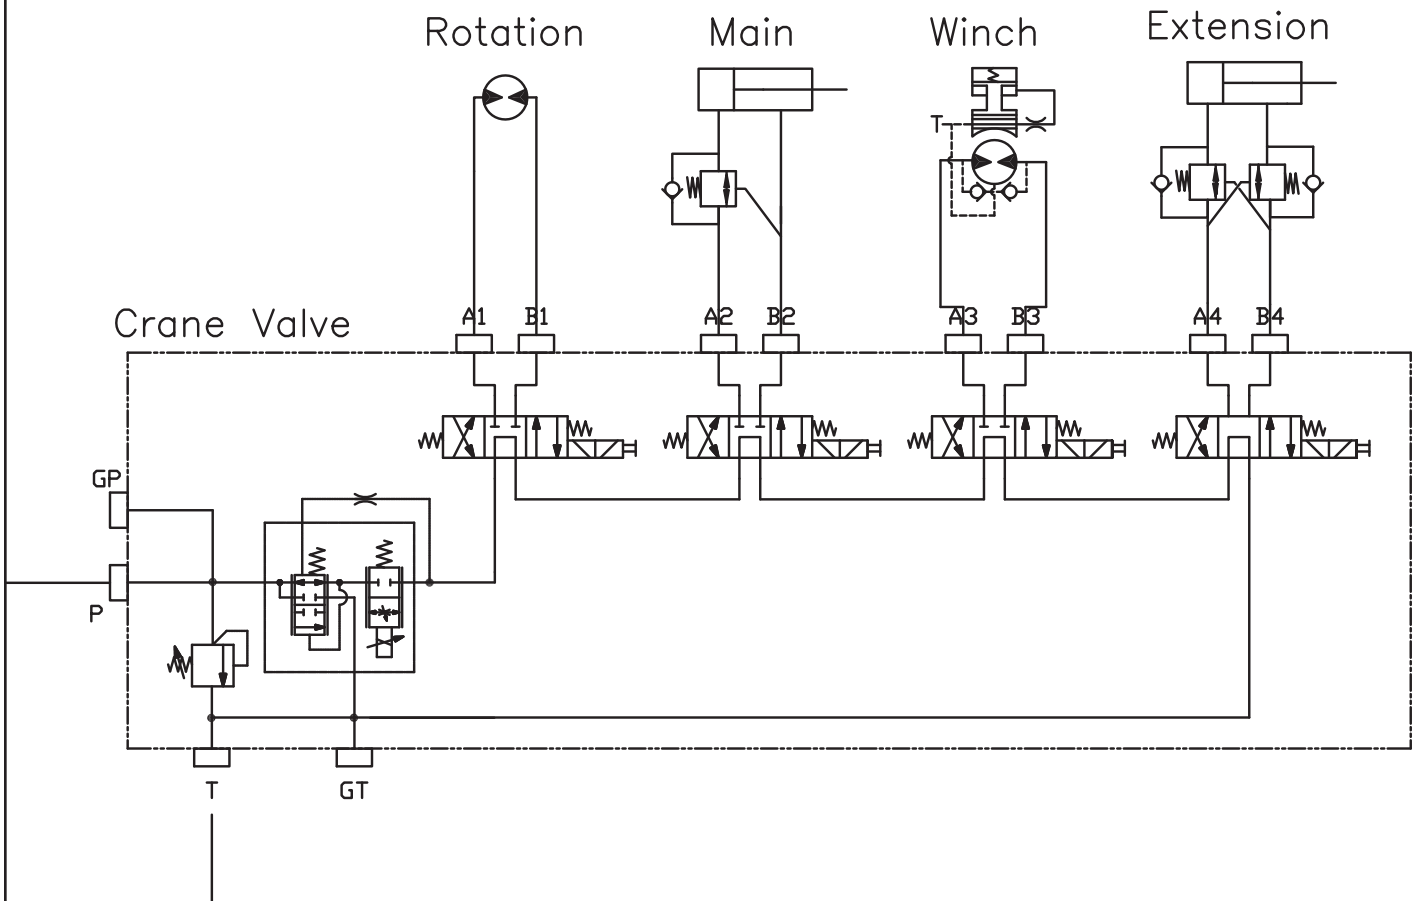 Rotation
Main
Winch
Extension
T
Crane Valve
A1
B1
A2
B2
A3
B3
A4
B4
GP
P
T
GT